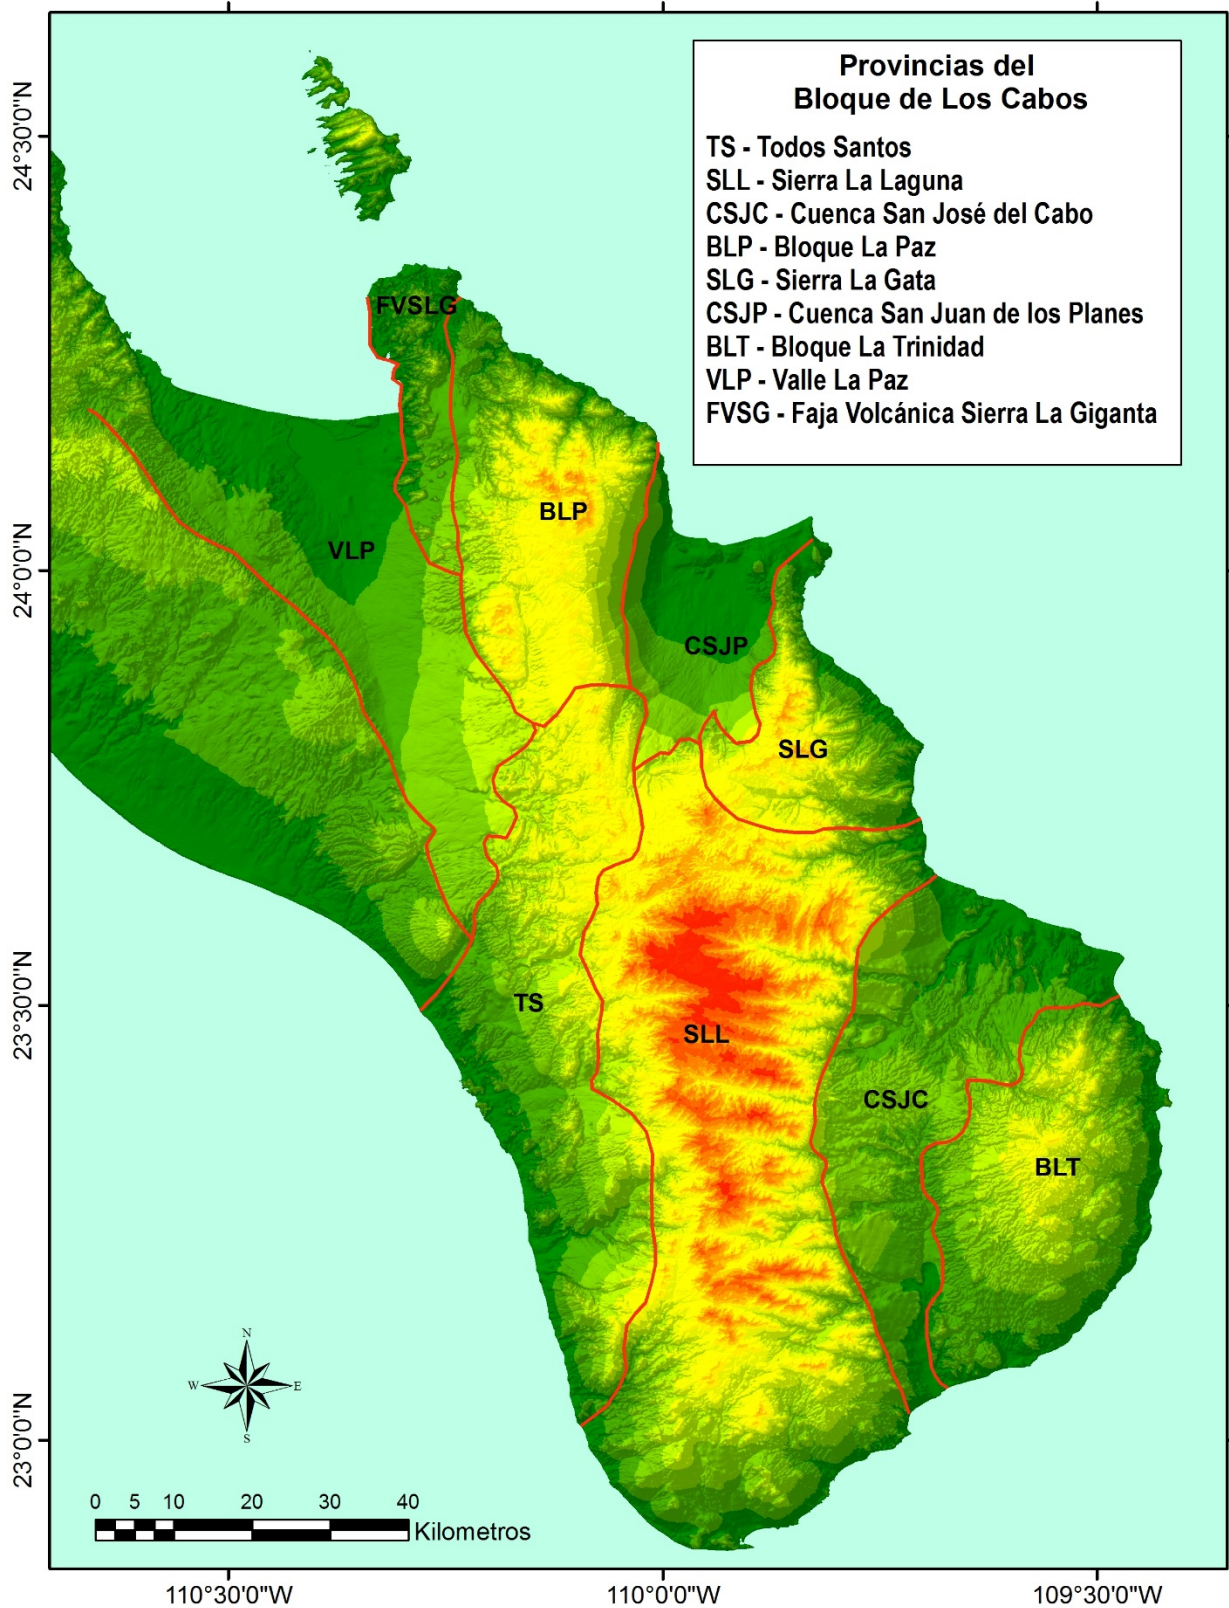 Provincias del
Bloque de Los Cabos
TS - Todos Santos
SLL - Sierra La Laguna
CSJC - Cuenca San José del Cabo
BLP - Bloque La Paz
SLG - Sierra La Gata
CSJP - Cuenca San Juan de los Planes
BLT - Bloque La Trinidad
VLP - Valle La Paz
FVSG - Faja Volcánica Sierra La Giganta
24°30'0"N
FVSLG
BLP
VLP
24°0'0"N
CSJP
SLG
23°30'0"N
TS
SLL
CSJC
BLT
N
W E
S
23°0'0"N
0 5 10 20 30 40
Kilometros
110°30'0"W 110°0'0"W 109°30'0"W